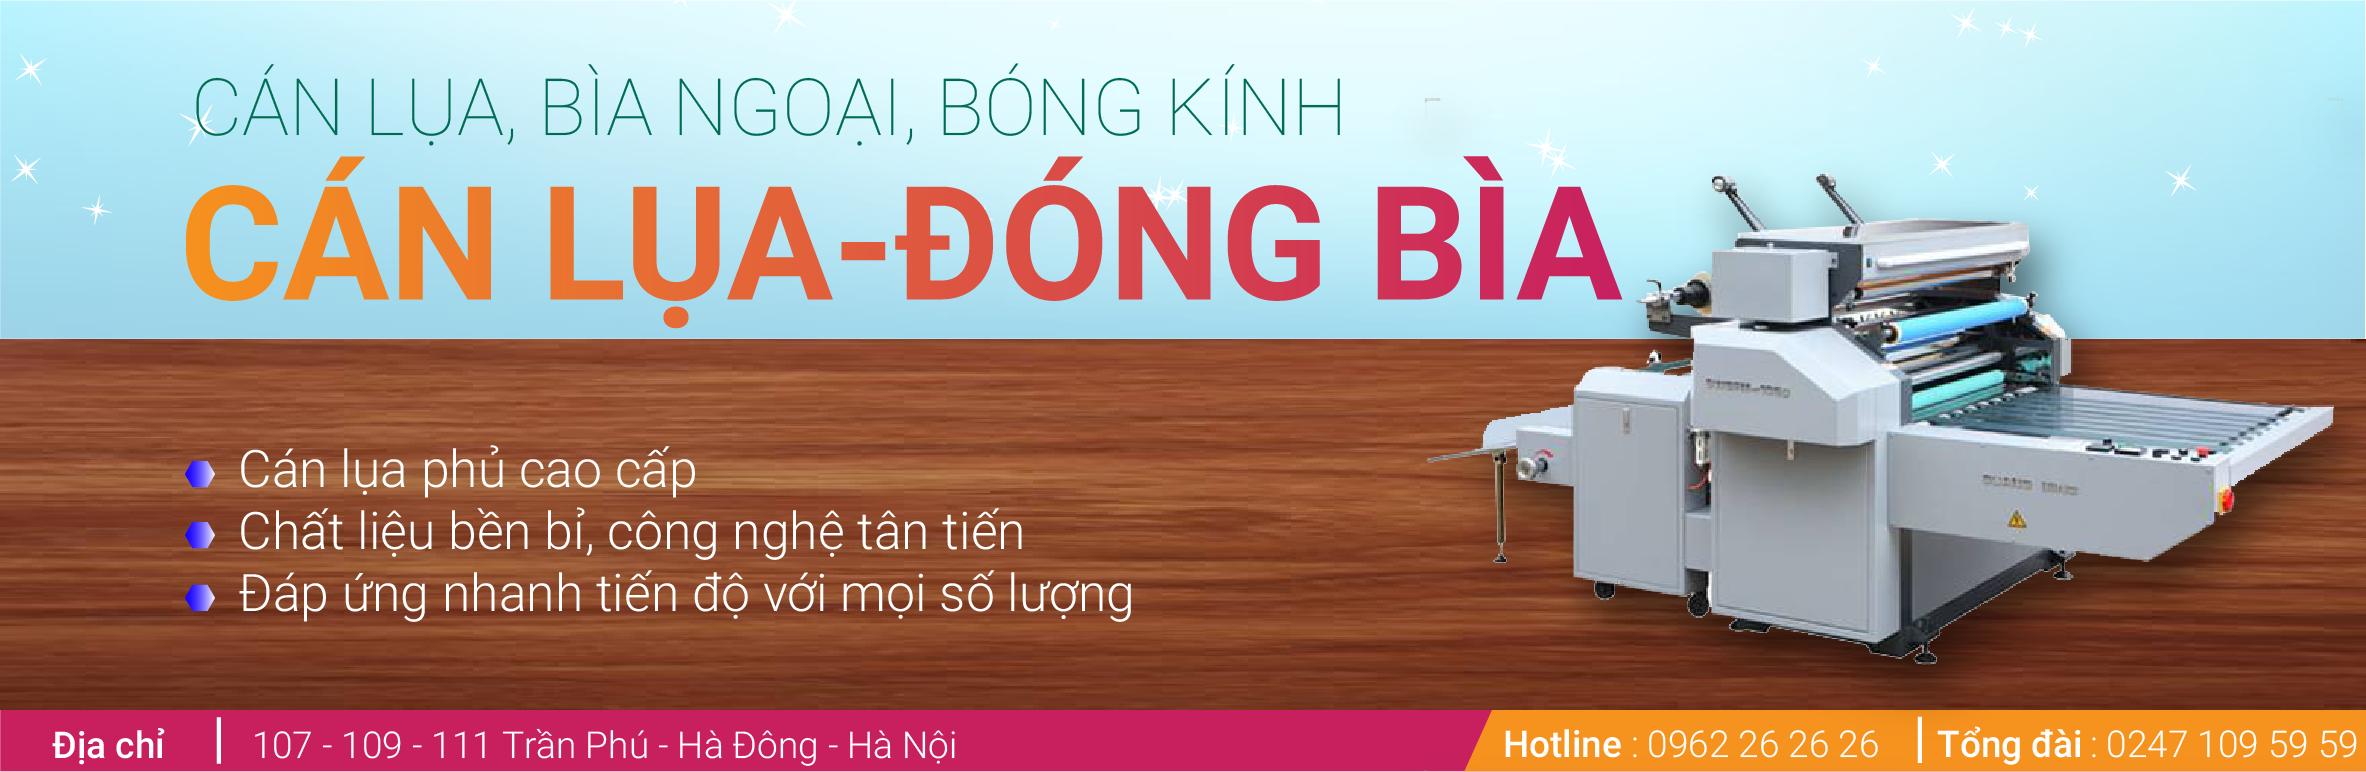 CÁN LỤA, BÌA NGOẠI, BÓNG KÍNH
CÁN LỤA-ĐÓNG BÌA
Cán lụa phủ cao cấp
Chất liệu bền bỉ, công nghệ tân tiến
Đáp ứng nhanh tiến độ với mọi số lượng
Địa chỉ | 107 - 109 - 111 Trần Phú - Hà Đông - Hà Nội
Hotline : 0962 26 26 26 | Tổng đài : 0247 109 59 59